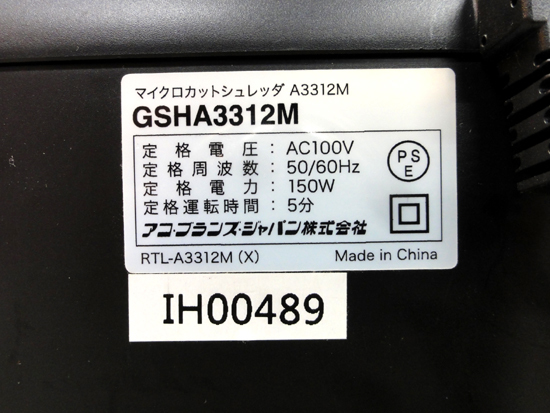 マイクロカットシュレッダ A3312M
GSHA3312M
定格電圧：AC100V
定格周波数：50/60Hz
定格電力：150W
定格運転時間：5分
PS
E
アコ・ブランズ・ジャパン株式会社
RTL-A3312M (X) Made in China
IH00489